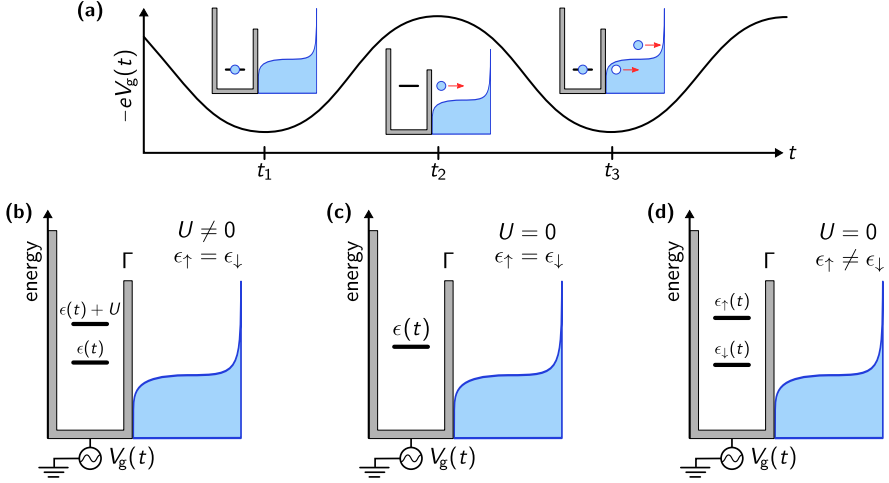 (a)
−eV_g(t)
t_1
t_2
t_3
t
(b)
energy
U ≠ 0
ϵ_↑ = ϵ_↓
Γ
ϵ(t) + U
ϵ(t)
V_g(t)
(c)
energy
U = 0
ϵ_↑ = ϵ_↓
Γ
ϵ(t)
V_g(t)
(d)
energy
U = 0
ϵ_↑ ≠ ϵ_↓
Γ
ϵ_↑(t)
ϵ_↓(t)
V_g(t)